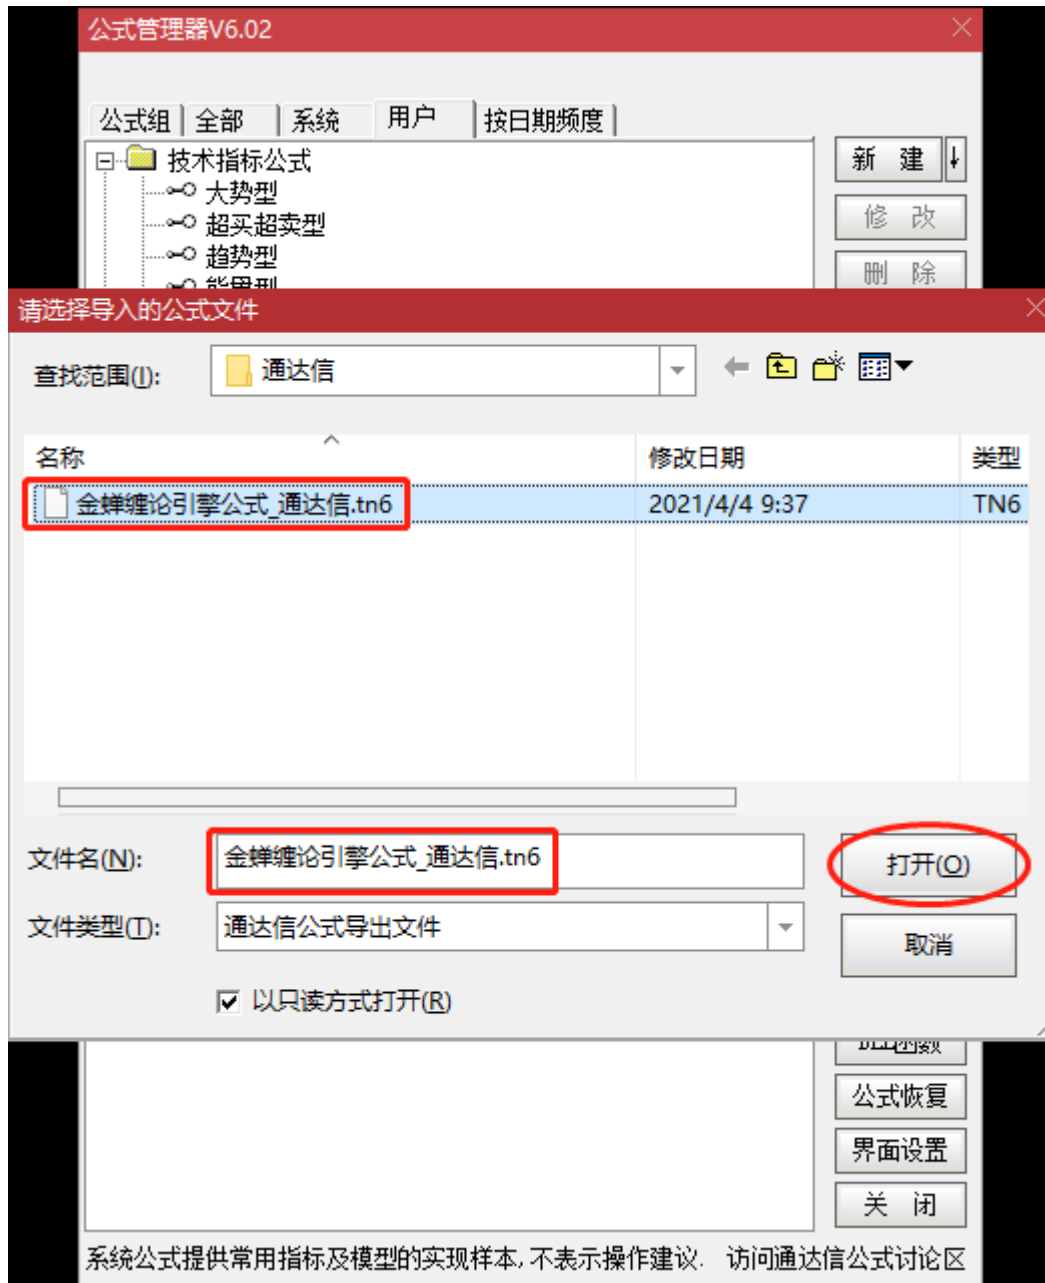 公式管理器V6.02
公式组 全部 系统 用户 按日期频度
技术指标公式
新 建
大势型
超买超卖型
修 改
趋势型
能量型
删 除
请选择导入的公式文件
查找范围(I): 通达信
名称 修改日期 类型
金蝉缠论引擎公式_通达信.tn6 2021/4/4 9:37 TN6
文件名(N): 金蝉缠论引擎公式_通达信.tn6 打开(O)
文件类型(T): 通达信公式导出文件 取消
以只读方式打开(R)
公式恢复
界面设置
关 闭
系统公式提供常用指标及模型的实现样本,不表示操作建议. 访问通达信公式讨论区